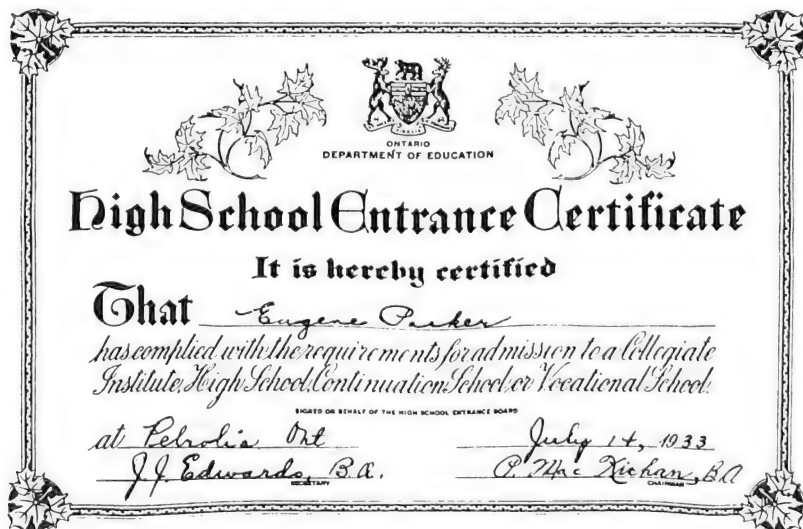 ONTARIO
DEPARTMENT OF EDUCATION
High School Entrance Certificate
It is hereby certified
That Eugene Parker
has complied with the requirements for admission to a Collegiate
Institute, High School, Continuation School or Vocational School.
SIGNED ON BEHALF OF THE HIGH SCHOOL ENTRANCE BOARD
at Petrolia Ont July 14, 1933
J. J. Edwards, B.A. P. Mac Kichan, B.A
SECRETARY CHAIRMAN